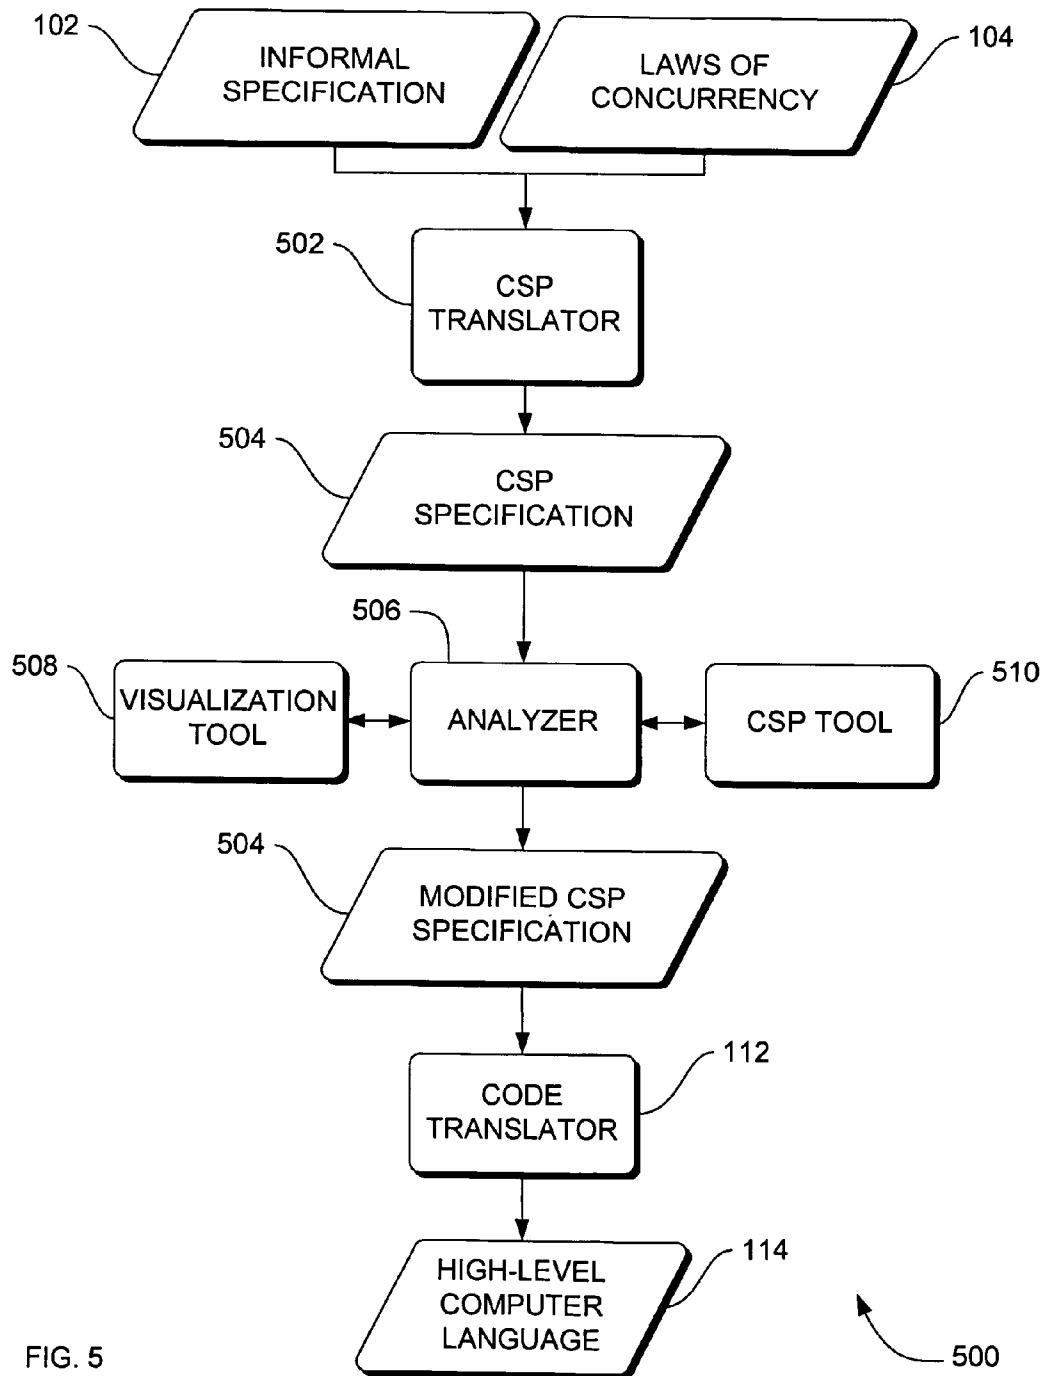 102
INFORMAL
SPECIFICATION
LAWS OF
CONCURRENCY
104
502
CSP
TRANSLATOR
504
CSP
SPECIFICATION
506
508
VISUALIZATION
TOOL
ANALYZER
CSP TOOL
510
504
MODIFIED CSP
SPECIFICATION
112
CODE
TRANSLATOR
114
HIGH-LEVEL
COMPUTER
LANGUAGE
FIG. 5
500